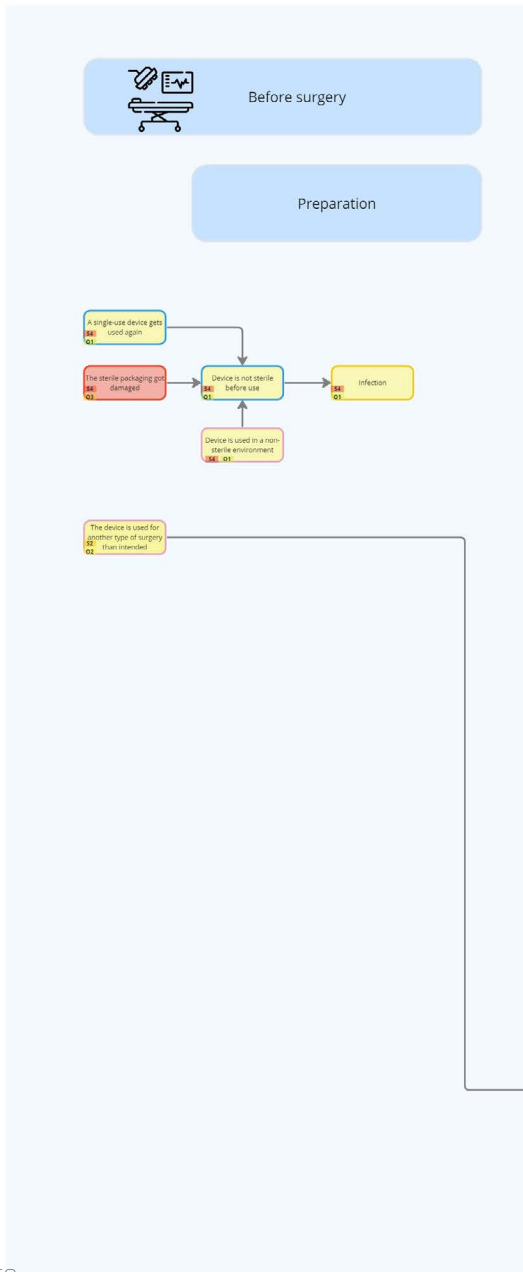 Before surgery
Preparation
A single-use device gets
used again
S4
O1
The sterile packaging got
damaged
S4
O3
Device is not sterile
before use
S4
O1
Infection
S4
O1
Device is used in a non-
sterile environment
S4 O1
The device is used for
another type of surgery
than intended
S2
O2